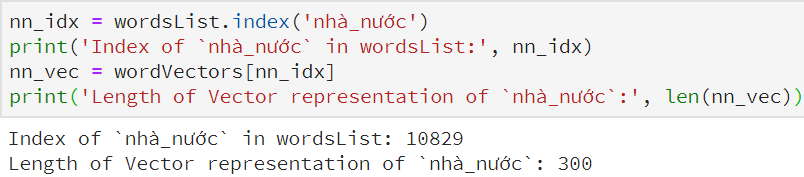 nn_idx = wordsList.index('nhà_nước')
print('Index of `nhà_nước` in wordsList:', nn_idx)
nn_vec = wordVectors[nn_idx]
print('Length of Vector representation of `nhà_nước`:', len(nn_vec))
Index of `nhà_nước` in wordsList: 10829
Length of Vector representation of `nhà_nước`: 300